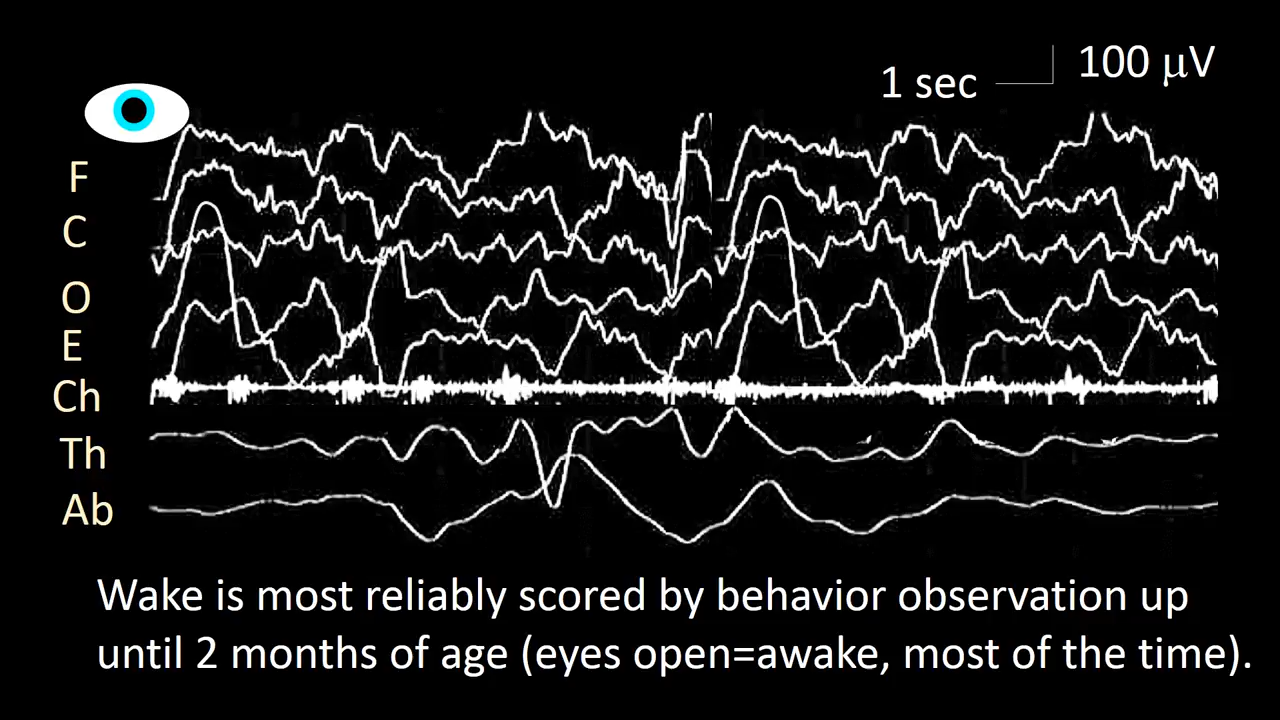 1 sec
100 μV
F
C
O
E
Ch
Th
Ab
Wake is most reliably scored by behavior observation up
until 2 months of age (eyes open=awake, most of the time).